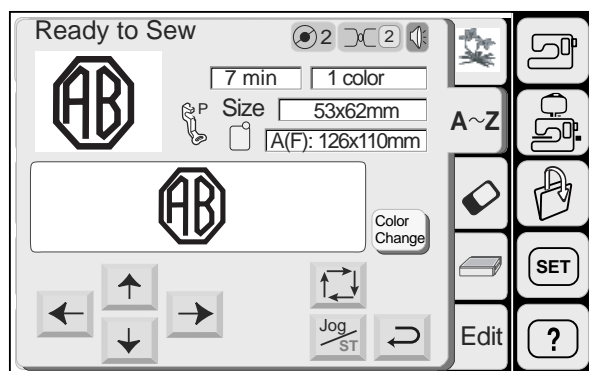 Ready to Sew
2
2
7 min
1 color
AB
P
Size
53x62mm
A(F): 126x110mm
A~Z
AB
Color
Change
SET
Jog
ST
Edit
?